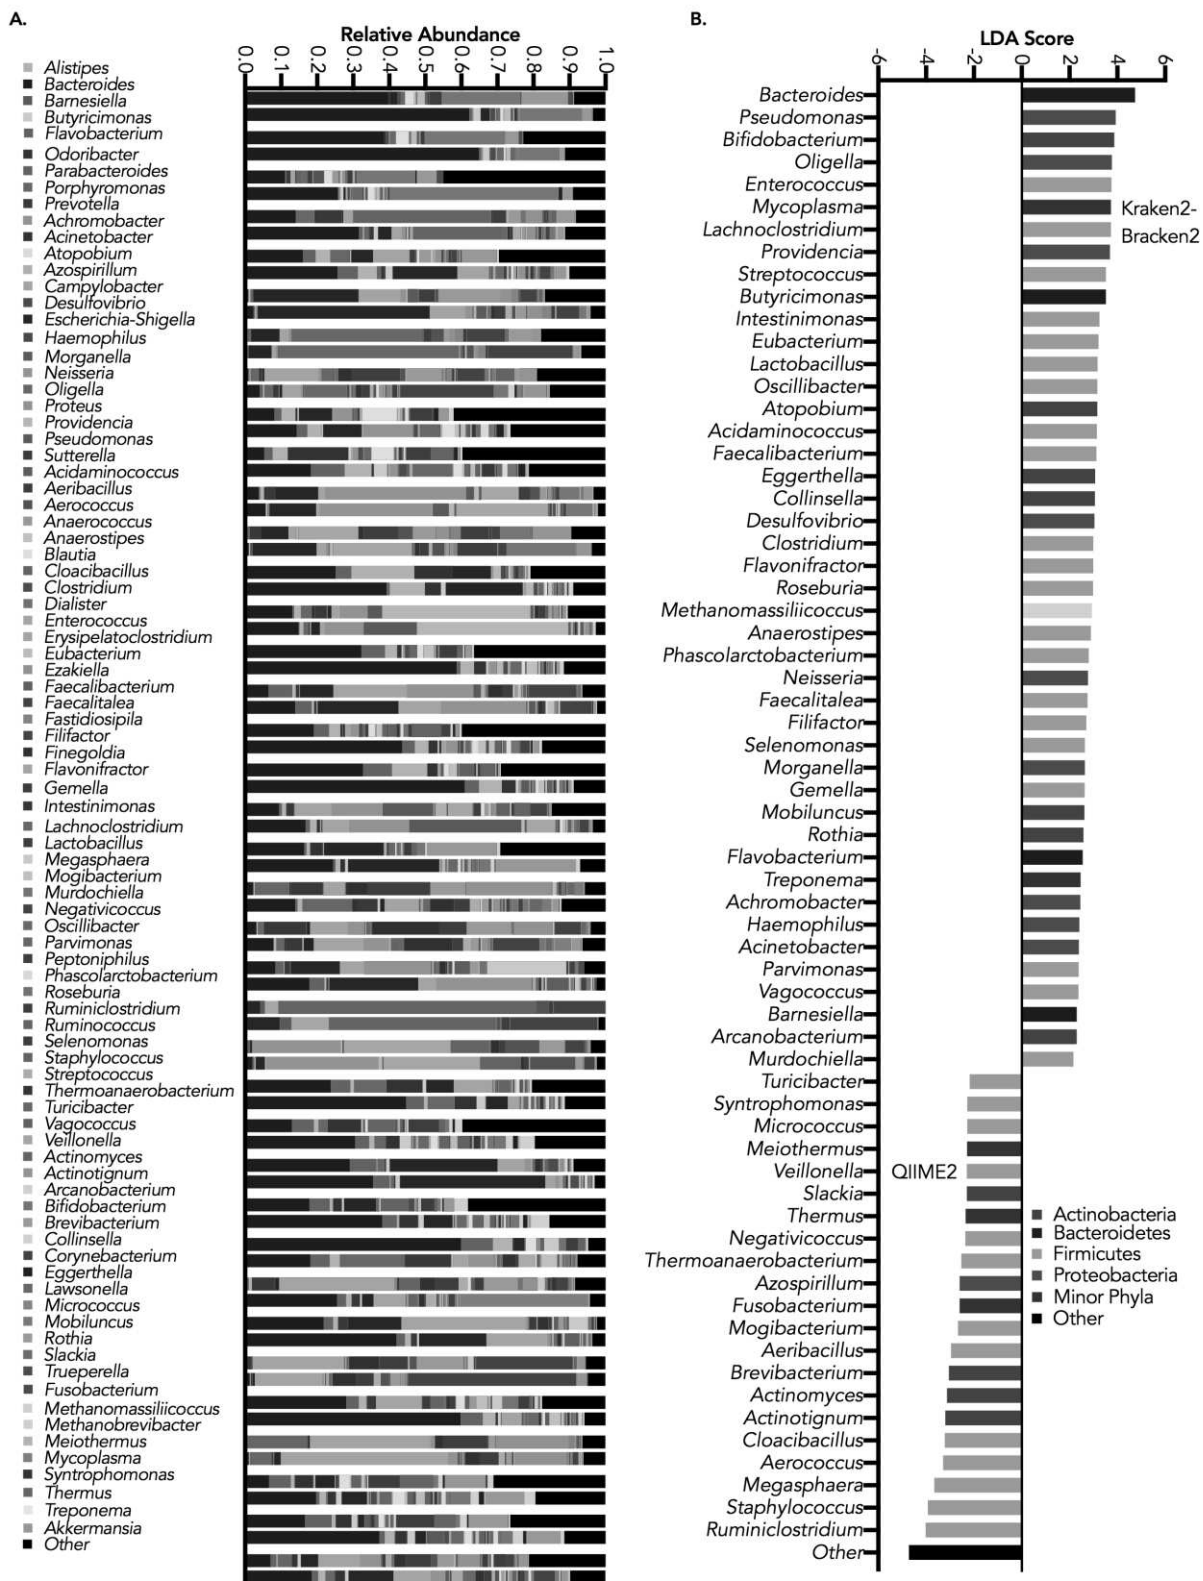 A.
Relative Abundance
0.0
0.1
0.2
0.3
0.4
0.5
0.6
0.7
0.8
0.9
1.0
Alistipes
Bacteroides
Barnesiella
Butyricimonas
Flavobacterium
Odoribacter
Parabacteroides
Porphyromonas
Prevotella
Achromobacter
Acinetobacter
Atopobium
Azospirillum
Campylobacter
Desulfovibrio
Escherichia-Shigella
Haemophilus
Morganella
Neisseria
Oligella
Proteus
Providencia
Pseudomonas
Sutterella
Acidaminococcus
Aeribacillus
Aerococcus
Anaerococcus
Anaerostipes
Blautia
Cloacibacillus
Clostridium
Dialister
Enterococcus
Erysipelatoclostridium
Eubacterium
Ezakiella
Faecalibacterium
Faecalitalea
Fastidiosipila
Filifactor
Finegoldia
Flavonifractor
Gemella
Intestinimonas
Lachnoclostridium
Lactobacillus
Megasphaera
Mogibacterium
Murdochiella
Negativicoccus
Oscillibacter
Parvimonas
Peptoniphilus
Phascolarctobacterium
Roseburia
Ruminiclostridium
Ruminococcus
Selenomonas
Staphylococcus
Streptococcus
Thermoanaerobacterium
Turicibacter
Vagococcus
Veillonella
Actinomyces
Actinotignum
Arcanobacterium
Bifidobacterium
Brevibacterium
Collinsella
Corynebacterium
Eggerthella
Lawsonella
Micrococcus
Mobiluncus
Rothia
Slackia
Trueperella
Fusobacterium
Methanomassiliicoccus
Methanobrevibacter
Meiothermus
Mycoplasma
Syntrophomonas
Thermus
Treponema
Akkermansia
Other
B.
LDA Score
-6
-4
-2
0
2
4
6
Bacteroides
Pseudomonas
Bifidobacterium
Oligella
Enterococcus
Mycoplasma
Lachnoclostridium
Providencia
Streptococcus
Butyricimonas
Intestinimonas
Eubacterium
Lactobacillus
Oscillibacter
Atopobium
Acidaminococcus
Faecalibacterium
Eggerthella
Collinsella
Desulfovibrio
Clostridium
Flavonifractor
Roseburia
Methanomassiliicoccus
Anaerostipes
Phascolarctobacterium
Neisseria
Faecalitalea
Filifactor
Selenomonas
Morganella
Gemella
Mobiluncus
Rothia
Flavobacterium
Treponema
Achromobacter
Haemophilus
Acinetobacter
Parvimonas
Vagococcus
Barnesiella
Arcanobacterium
Murdochiella
Turicibacter
Syntrophomonas
Micrococcus
Meiothermus
Veillonella
Slackia
Thermus
Negativicoccus
Thermoanaerobacterium
Azospirillum
Fusobacterium
Mogibacterium
Aeribacillus
Brevibacterium
Actinomyces
Actinotignum
Cloacibacillus
Aerococcus
Megasphaera
Staphylococcus
Ruminiclostridium
Other
Kraken2-
Bracken2
QIIME2
Actinobacteria
Bacteroidetes
Firmicutes
Proteobacteria
Minor Phyla
Other